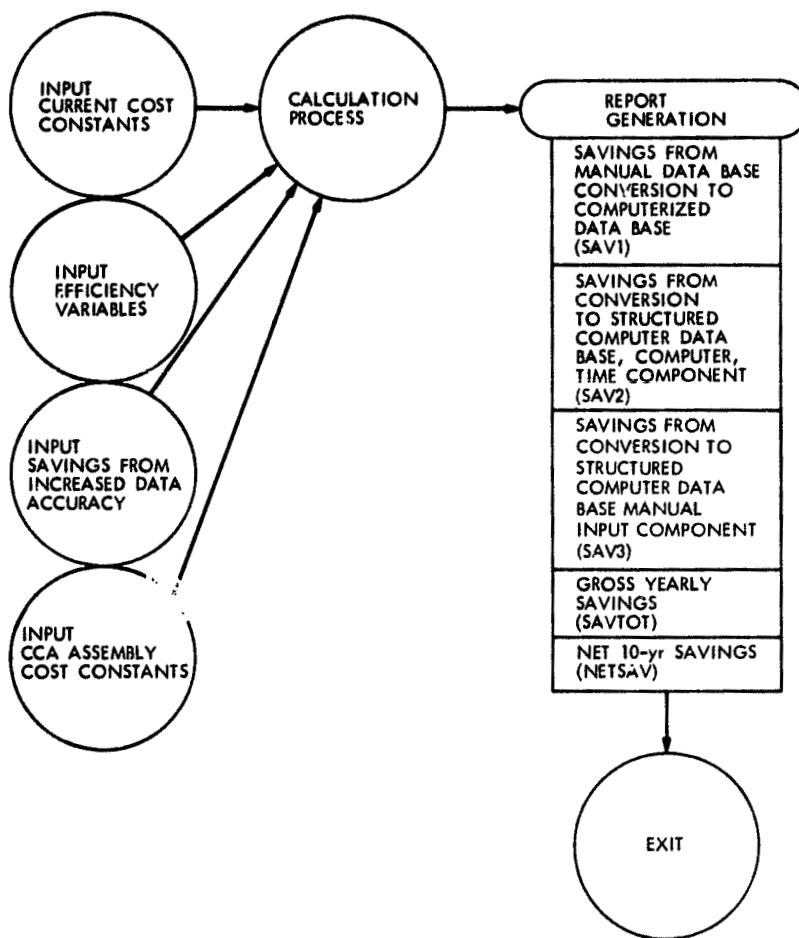 INPUT
CURRENT COST
CONSTANTS
CALCULATION
PROCESS
REPORT
GENERATION
SAVINGS FROM
MANUAL DATA BASE
CONVERSION TO
COMPUTERIZED
DATA BASE
(SAV1)
INPUT
EFFICIENCY
VARIABLES
SAVINGS FROM
CONVERSION
TO STRUCTURED
COMPUTER DATA
BASE, COMPUTER,
TIME COMPONENT
(SAV2)
INPUT
SAVINGS FROM
INCREASED DATA
ACCURACY
SAVINGS FROM
CONVERSION TO
STRUCTURED
COMPUTER DATA
BASE MANUAL
INPUT COMPONENT
(SAV3)
INPUT
CCA ASSEMBLY
COST CONSTANTS
GROSS YEARLY
SAVINGS
(SAVTOT)
NET 10-yr SAVINGS
(NETSAV)
EXIT